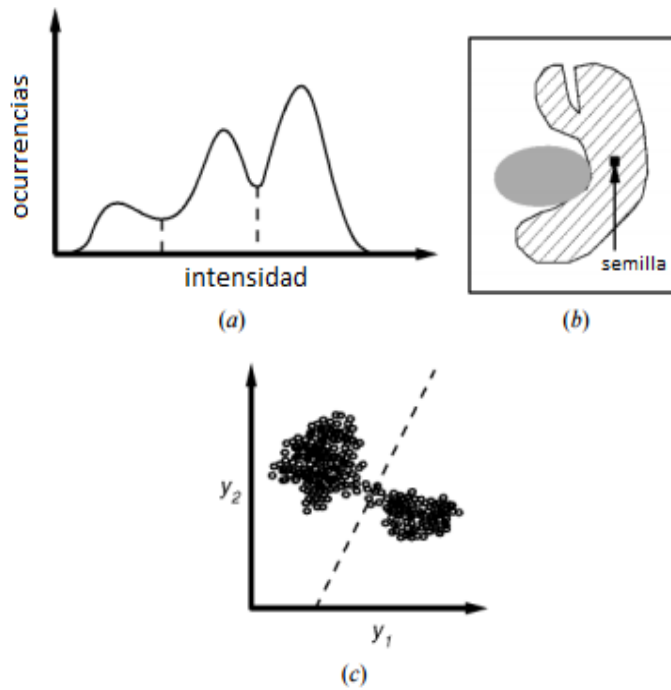 ocurrencias
intensidad
(a)
semilla
(b)
y2
y1
(c)